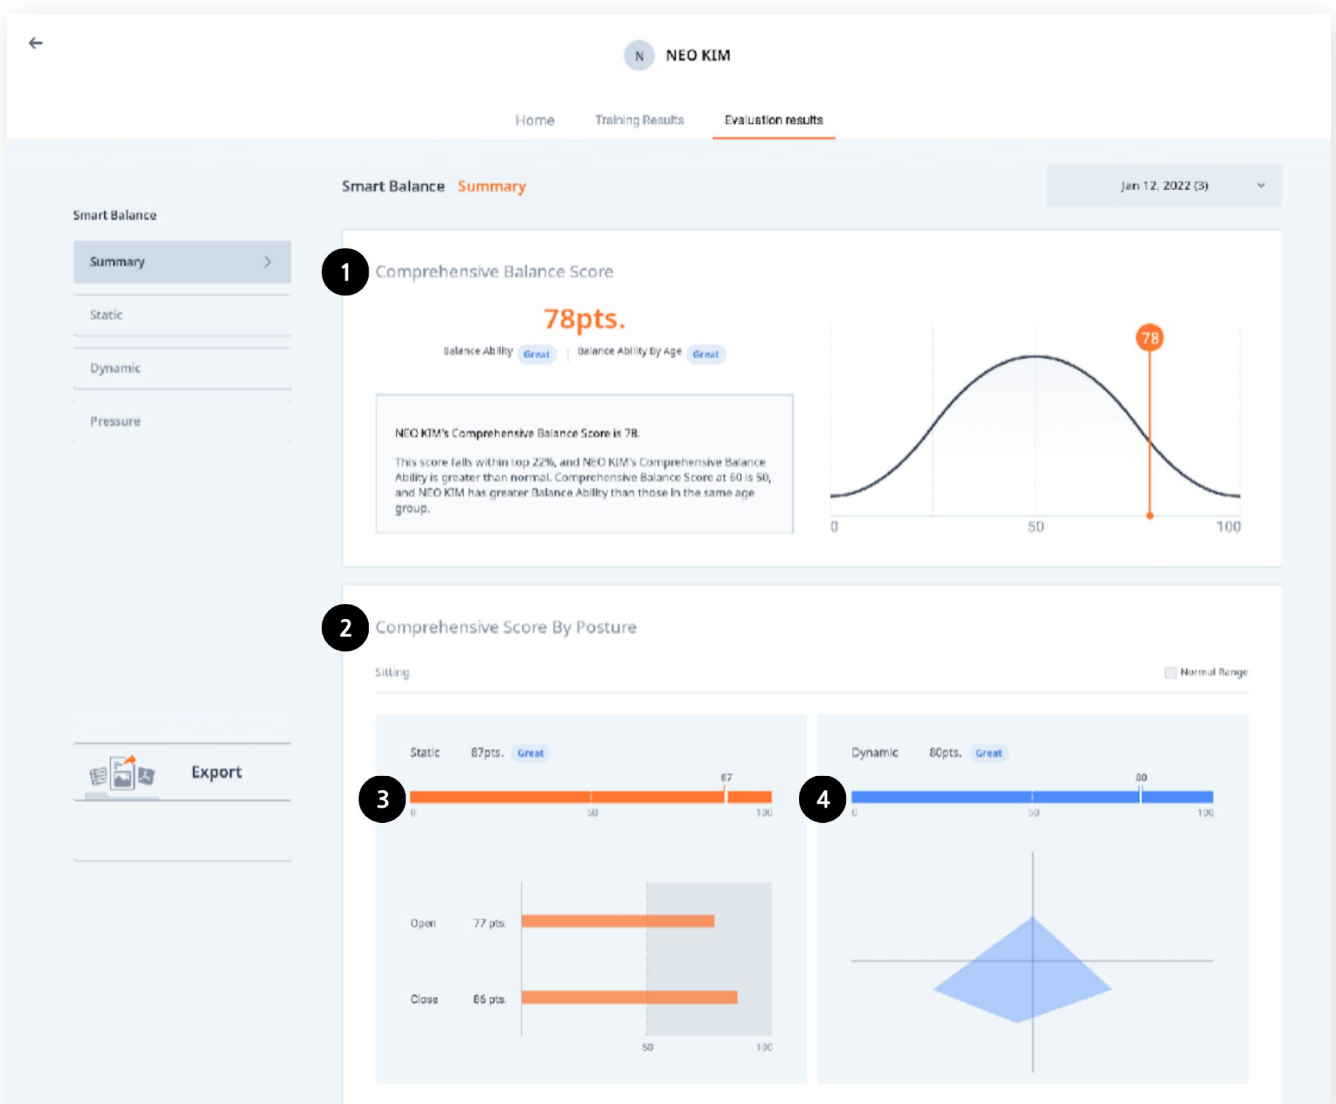 N NEO KIM
Home Training Results Evaluation results
Smart Balance Summary
Jan 12, 2022 (3)
Smart Balance
Summary
Static
Dynamic
Pressure
Export
1 Comprehensive Balance Score
78pts.
Balance Ability Great Balance Ability By Age Great
NEO KIM's Comprehensive Balance Score is 78.
This score falls within top 22%, and NEO KIM's Comprehensive Balance
Ability is greater than normal. Comprehensive Balance Score at 60 is 50,
and NEO KIM has greater Balance Ability than those in the same age
group.
78
0 50 100
2 Comprehensive Score By Posture
Sitting
Normal Range
Static 87pts. Great
87
3
0 50 100
Open 77 pts.
Close 86 pts.
50 100
Dynamic 80pts. Great
80
4
0 50 100